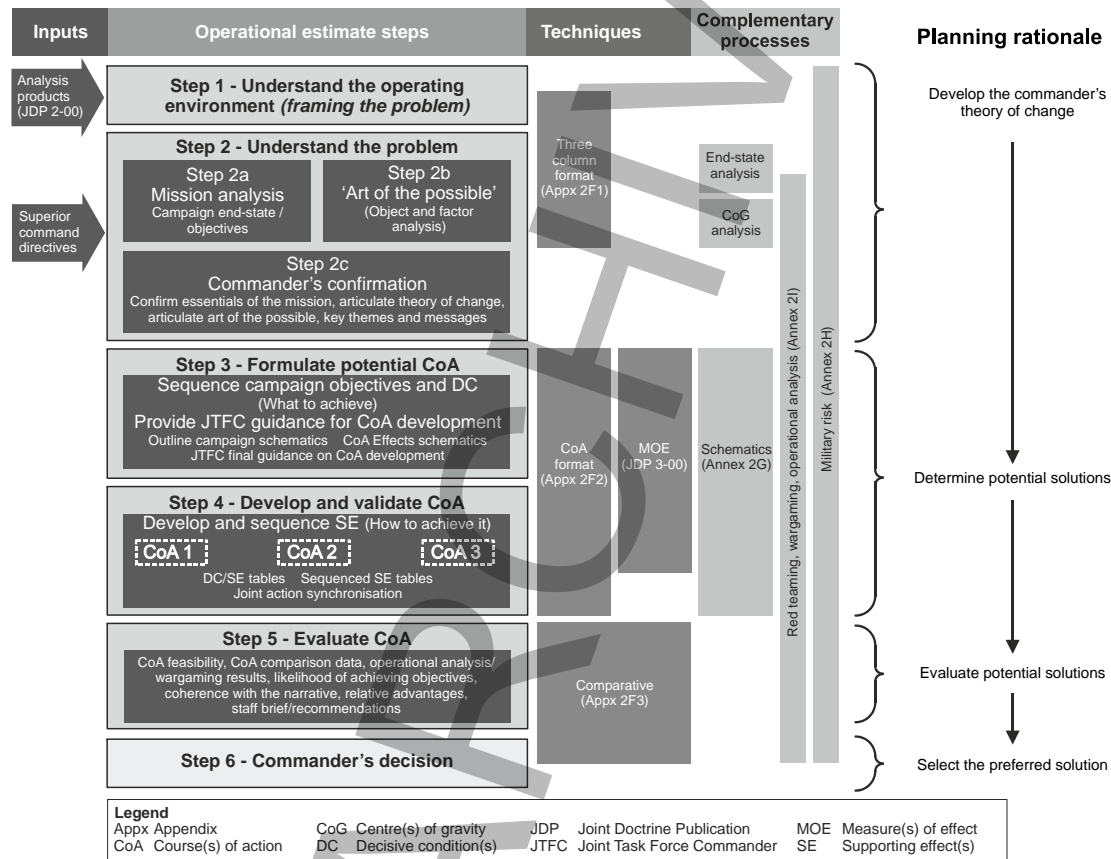 Inputs
Operational estimate steps
Techniques
Complementary
processes
Planning rationale
Analysis
products
(JDP 2-00)
Superior
command
directives
Step 1 - Understand the operating
environment (framing the problem)
Step 2 - Understand the problem
Step 2a
Mission analysis
Campaign end-state /
objectives
Step 2b
'Art of the possible'
(Object and factor
analysis)
Step 2c
Commander's confirmation
Confirm essentials of the mission, articulate theory of change,
articulate art of the possible, key themes and messages
Step 3 - Formulate potential CoA
Sequence campaign objectives and DC
(What to achieve)
Provide JTFC guidance for CoA development
Outline campaign schematics CoA Effects schematics
JTFC final guidance on CoA development
Step 4 - Develop and validate CoA
Develop and sequence SE (How to achieve it)
CoA 1 CoA 2 CoA 3
DC/SE tables Sequenced SE tables
Joint action synchronisation
Step 5 - Evaluate CoA
CoA feasibility, CoA comparison data, operational analysis/
wargaming results, likelihood of achieving objectives,
coherence with the narrative, relative advantages,
staff brief/recommendations
Step 6 - Commander's decision
Three
column
format
(Appx 2F1)
CoA
format
(Appx 2F2)
MOE
(JDP 3-00)
Comparative
(Appx 2F3)
End-state
analysis
CoG
analysis
Schematics
(Annex 2G)
Red teaming, wargaming, operational analysis (Annex 2I)
Military risk (Annex 2H)
Develop the commander's
theory of change
Determine potential solutions
Evaluate potential solutions
Select the preferred solution
Legend
Appx Appendix CoG Centre(s) of gravity JDP Joint Doctrine Publication MOE Measure(s) of effect
CoA Course(s) of action DC Decisive condition(s) JTFC Joint Task Force Commander SE Supporting effect(s)